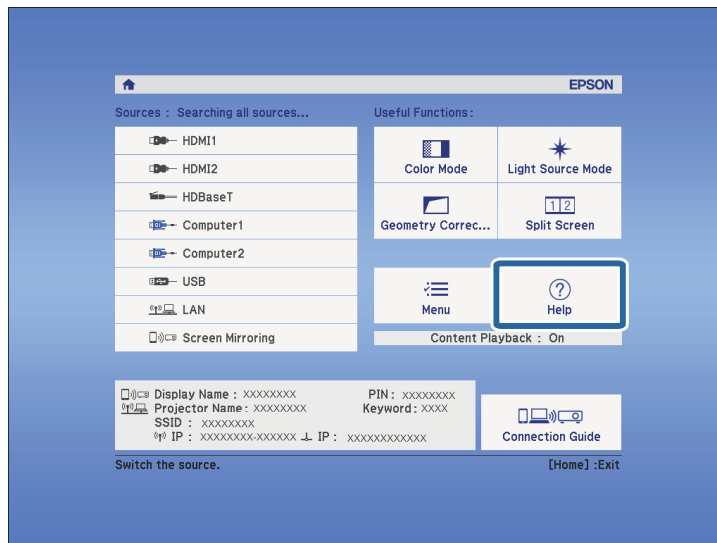 EPSON
Sources : Searching all sources...
HDMI1
HDMI2
HDBaseT
Computer1
Computer2
USB
LAN
Screen Mirroring
Useful Functions :
Color Mode
Light Source Mode
Geometry Correc...
1 2
Split Screen
Menu
? 
Help
Content Playback : On
Display Name : XXXXXXXX PIN : XXXXXXXX
Projector Name : XXXXXXXX Keyword : XXXX
SSID : XXXXXXXX
IP : XXXXXXXX-XXXXXX IP : XXXXXXXXXXXX
Connection Guide
Switch the source. [Home] :Exit